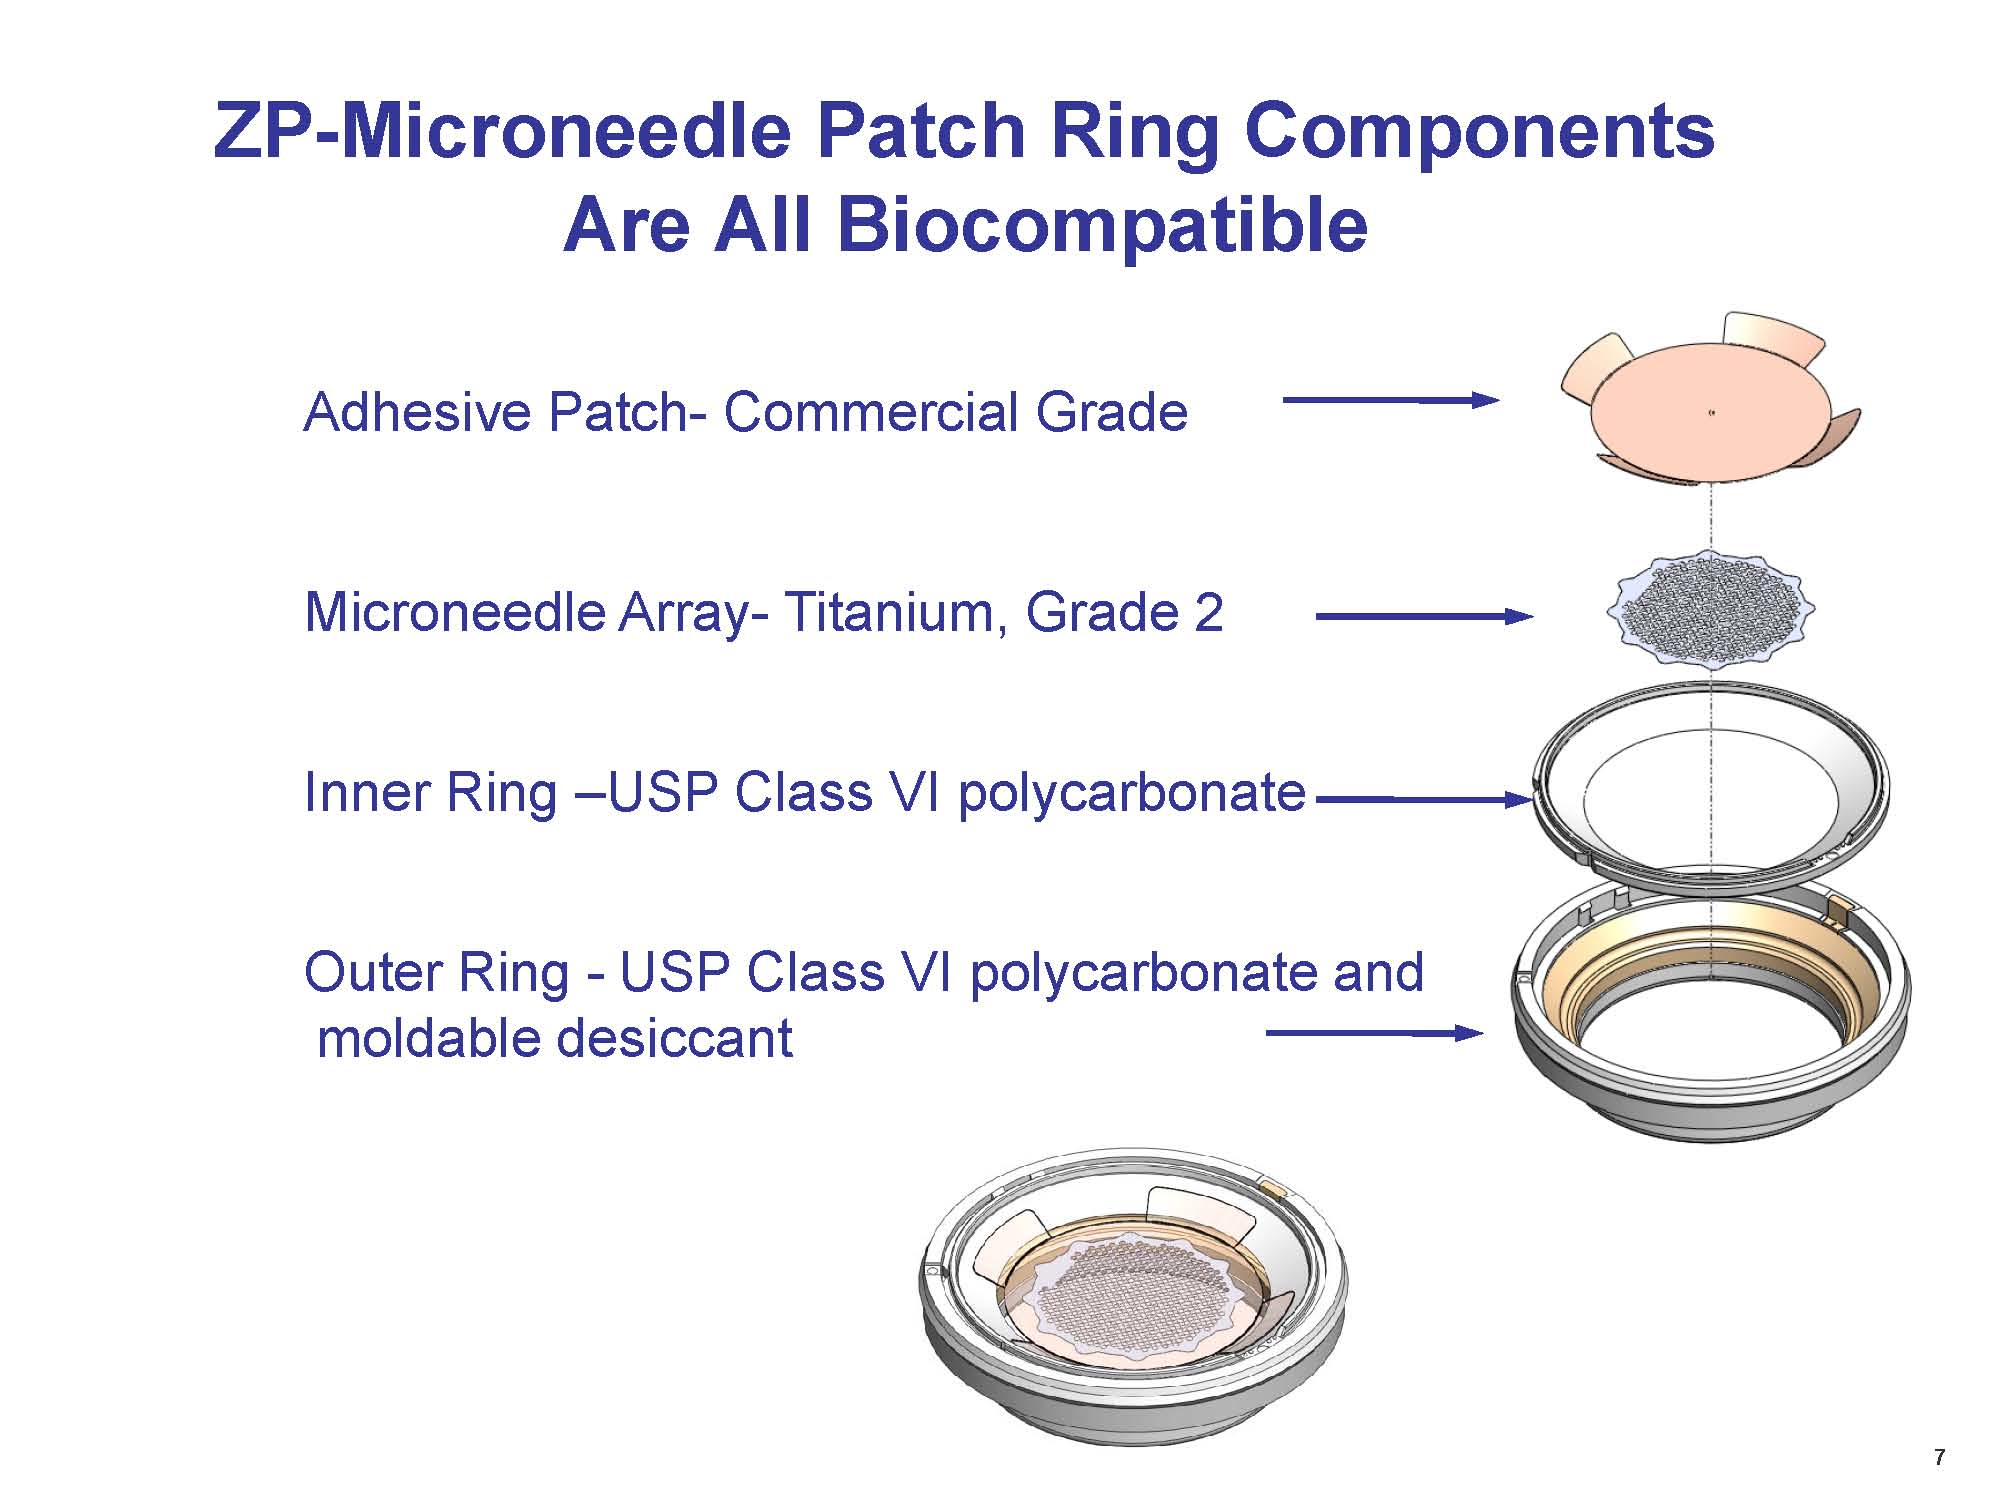 ZP-Microneedle Patch Ring Components
Are All Biocompatible
Adhesive Patch- Commercial Grade
Microneedle Array- Titanium, Grade 2
Inner Ring –USP Class VI polycarbonate
Outer Ring - USP Class VI polycarbonate and
moldable desiccant
7